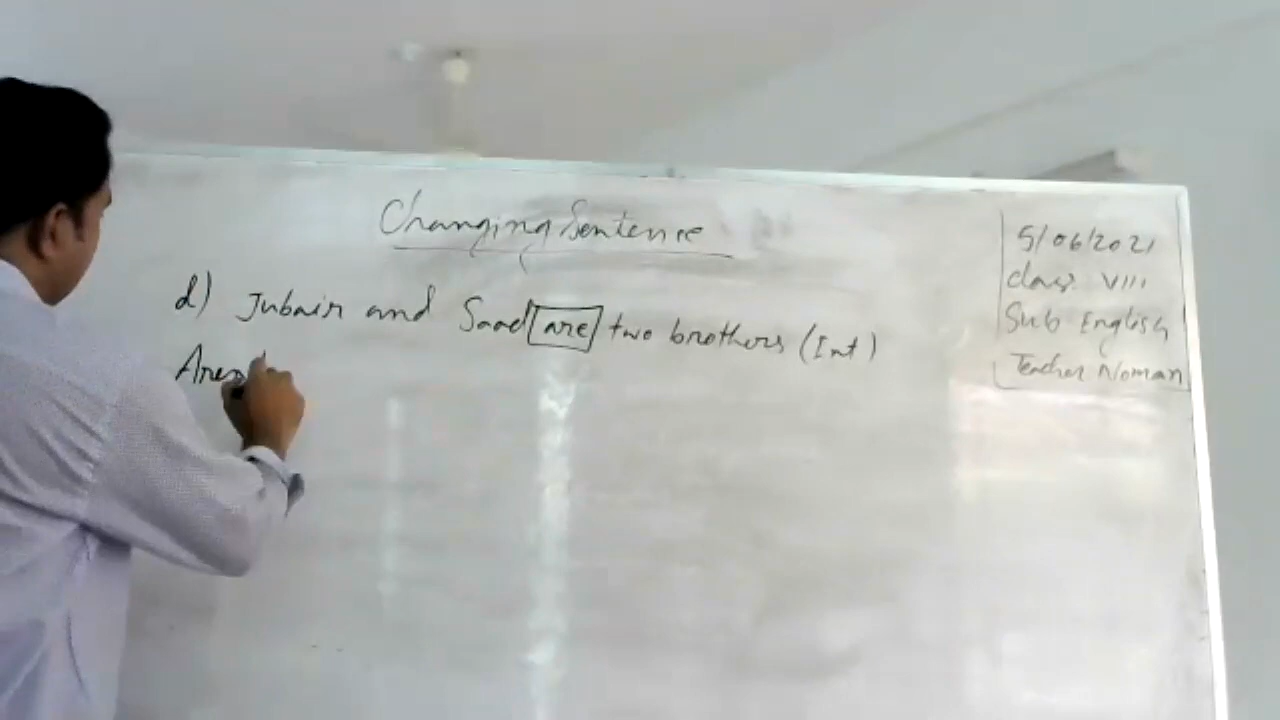 Changing Sentence
d) Jubair and Saad are two brothers (Int)
Aren
5/06/2021
class VIII
Sub English
Teacher Noman